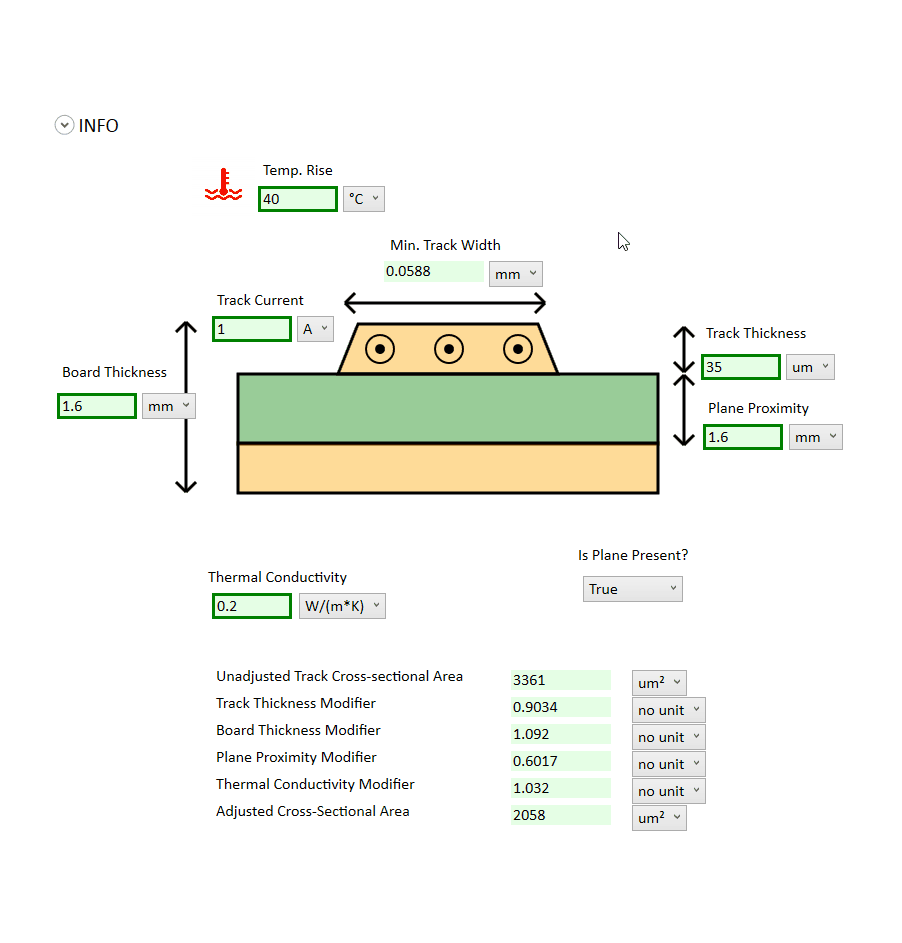 INFO
Temp. Rise
40 °C
Min. Track Width
0.0588 mm
Track Current
1 A
Track Thickness
35 um
Board Thickness
1.6 mm
Plane Proximity
1.6 mm
Is Plane Present?
True
Thermal Conductivity
0.2 W/(m*K)
Unadjusted Track Cross-sectional Area 3361 um²
Track Thickness Modifier 0.9034 no unit
Board Thickness Modifier 1.092 no unit
Plane Proximity Modifier 0.6017 no unit
Thermal Conductivity Modifier 1.032 no unit
Adjusted Cross-Sectional Area 2058 um²